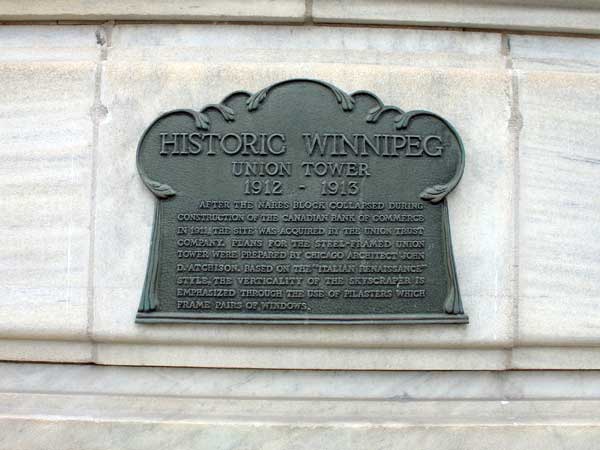 HISTORIC WINNIPEG
UNION TOWER
1912 - 1913
AFTER THE NARES BLOCK COLLAPSED DURING
CONSTRUCTION OF THE CANADIAN BANK OF COMMERCE
IN 1911, THE SITE WAS ACQUIRED BY THE UNION TRUST
COMPANY. PLANS FOR THE STEEL-FRAMED UNION
TOWER WERE PREPARED BY CHICAGO ARCHITECT JOHN
D. ATCHISON. BASED ON THE "ITALIAN RENAISSANCE"
STYLE, THE VERTICALITY OF THE SKYSCRAPER IS
EMPHASIZED THROUGH THE USE OF PILASTERS WHICH
FRAME PAIRS OF WINDOWS.